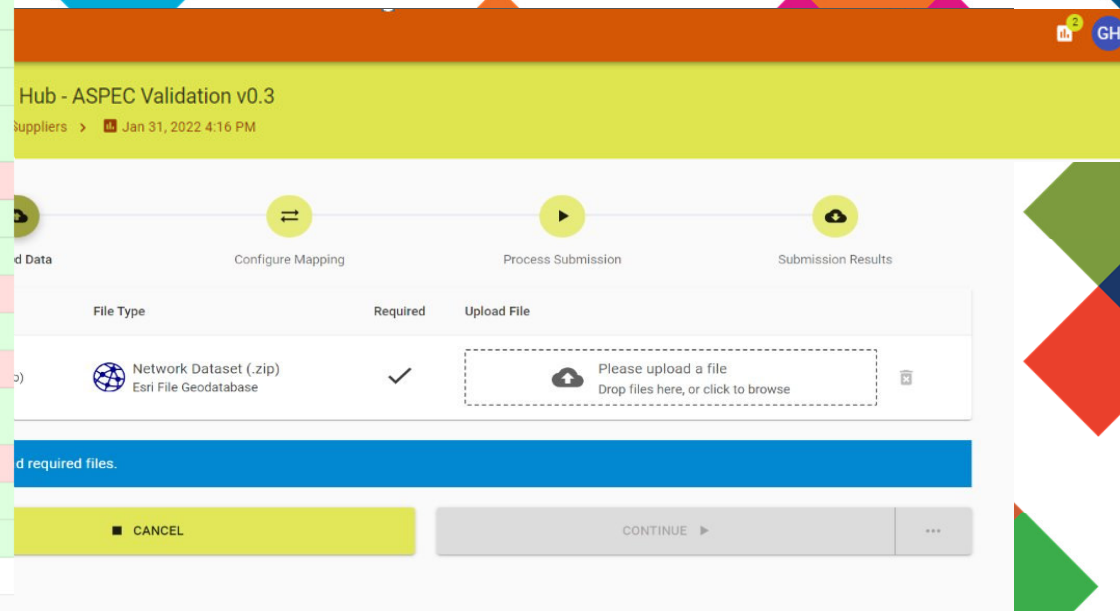 2
GH
Hub - ASPEC Validation v0.3
Suppliers > Jan 31, 2022 4:16 PM
d Data
Configure Mapping
Process Submission
Submission Results
File Type
Required
Upload File
Network Dataset (.zip)
Esri File Geodatabase
Please upload a file
Drop files here, or click to browse
d required files.
CANCEL
CONTINUE